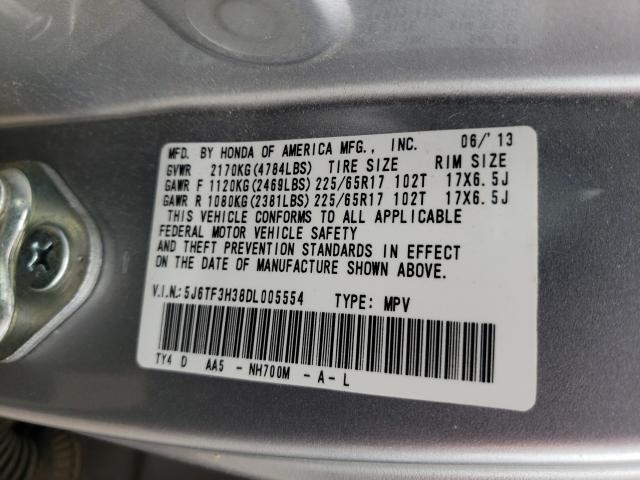 MFD. BY HONDA OF AMERICA MFG., INC. 06/'13
GVWR 2170KG(4784LBS) TIRE SIZE RIM SIZE
GAWR F 1120KG(2469LBS) 225/65R17 102T 17X6.5J
GAWR R 1080KG(2381LBS) 225/65R17 102T 17X6.5J
THIS VEHICLE CONFORMS TO ALL APPLICABLE
FEDERAL MOTOR VEHICLE SAFETY
AND THEFT PREVENTION STANDARDS IN EFFECT
ON THE DATE OF MANUFACTURE SHOWN ABOVE.
V.I.N.: 5J6TF3H38DL005554 TYPE: MPV
TY4 D AA5 - NH700M - A - L